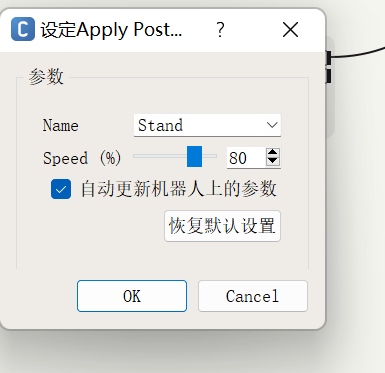 C 设定Apply Post... ?
参数
Name Stand
Speed (%) 80
自动更新机器人上的参数
恢复默认设置
OK Cancel